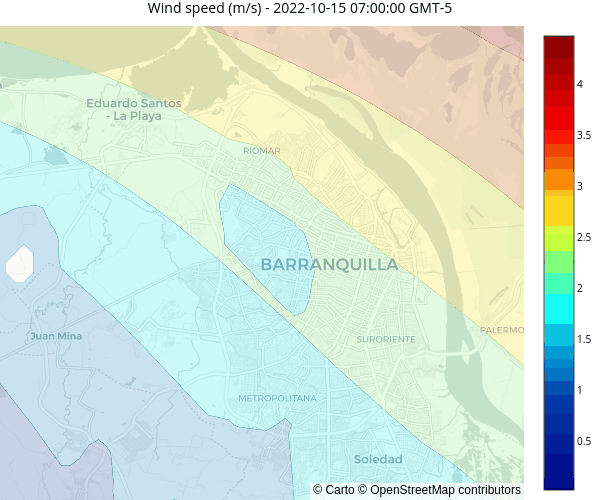 Wind speed (m/s) - 2022-10-15 07:00:00 GMT-5
Eduardo Santos
- La Playa
RIOMAR
BARRANQUILLA
PALERMO
Juan Mina
SURORIENTE
METROPOLITANA
Soledad
© Carto © OpenStreetMap contributors
4
3.5
3
2.5
2
1.5
1
0.5